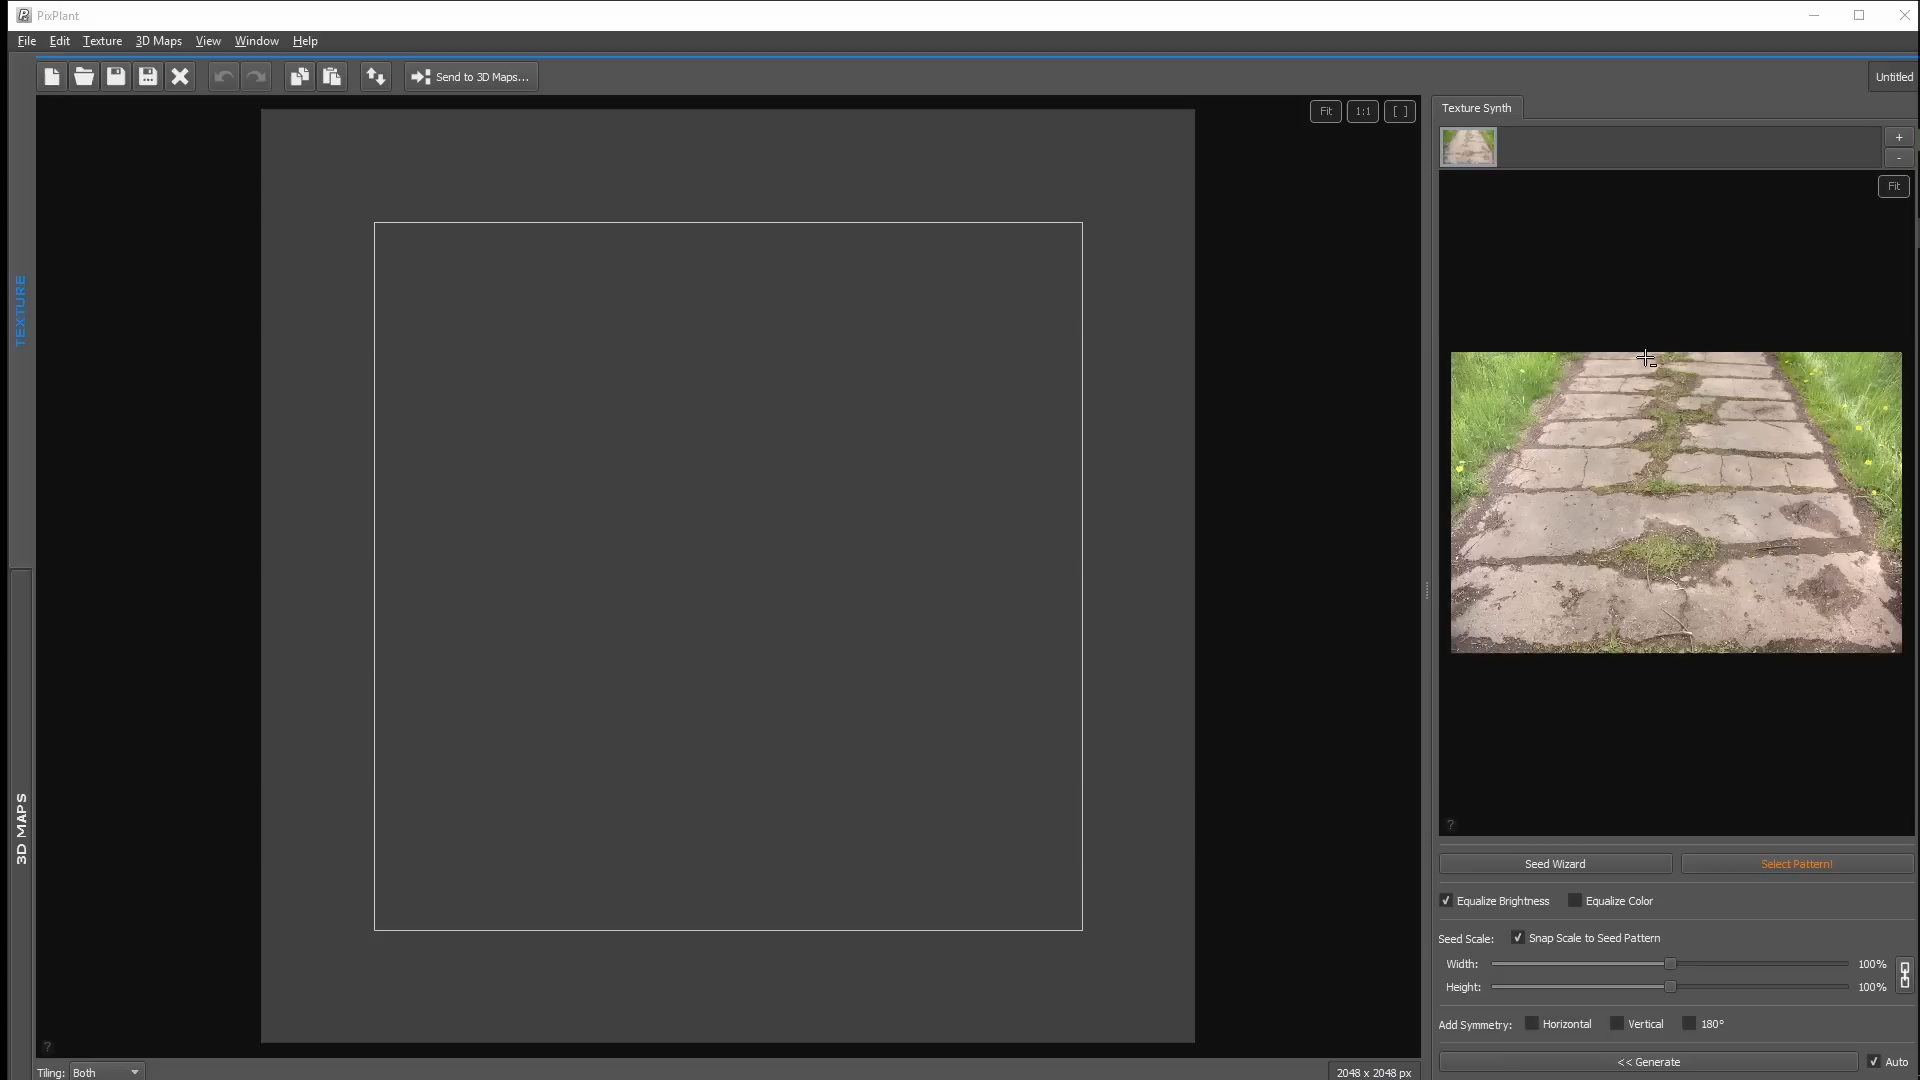 PixPlant
File Edit Texture 3D Maps View Window Help
Send to 3D Maps... Untitled
Fit 1:1 [ ] Texture Synth
+
-
Fit
TEXTURE
3D MAPS
?
Seed Wizard Select Pattern!
Equalize Brightness Equalize Color
Seed Scale: Snap Scale to Seed Pattern
Width: 100%
Height: 100%
Add Symmetry: Horizontal Vertical 180°
?
<< Generate Auto
Tiling: Both 2048 x 2048 px